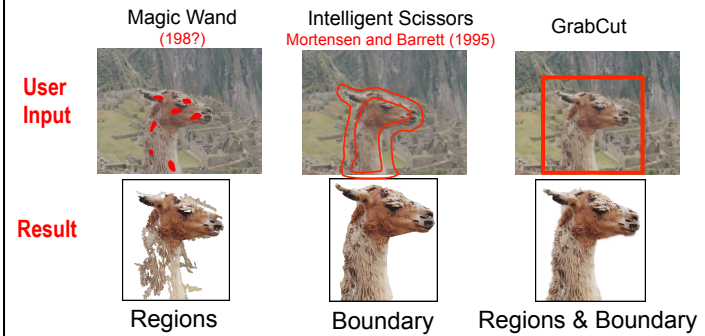 Magic Wand
(198?)
Intelligent Scissors
Mortensen and Barrett (1995)
GrabCut
User
Input
Result
Regions
Boundary
Regions & Boundary